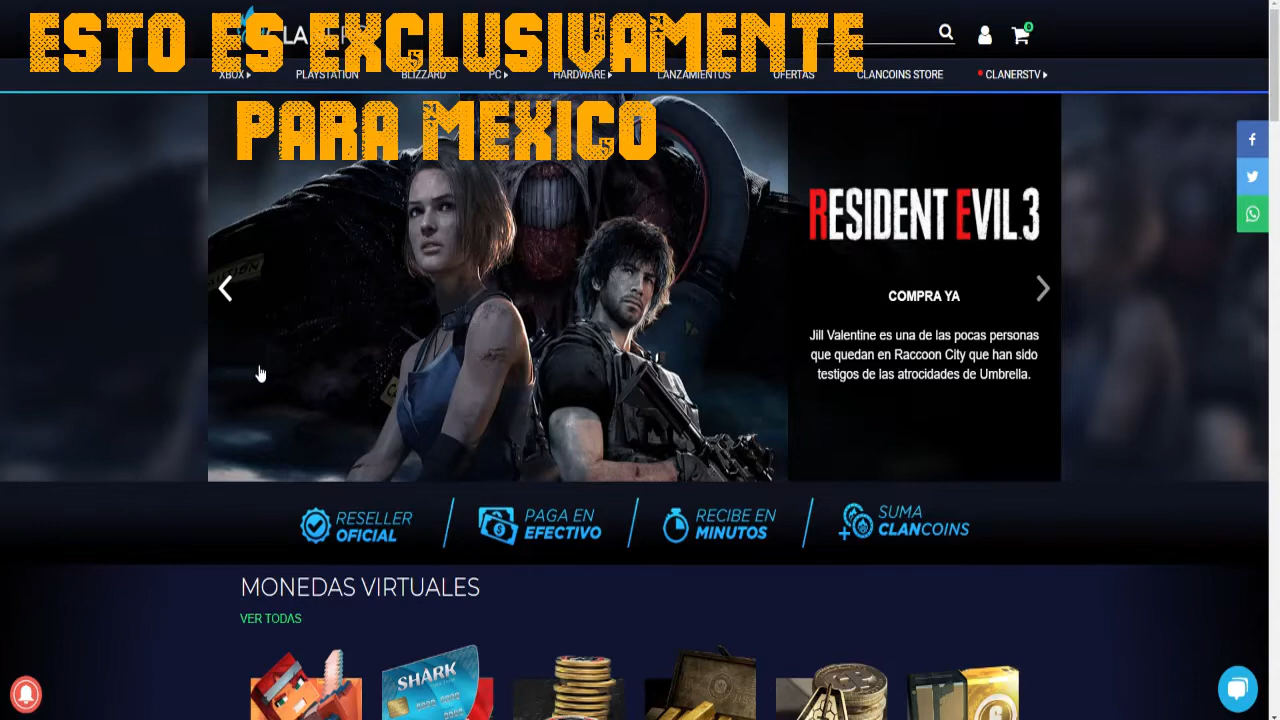 ESTO ES EXCLUSIVAMENTE
PARA MEXICO
0
XBOX
PLAYSTATION
BLIZZARD
PC
HARDWARE
LANZAMIENTOS
OFERTAS
CLANCOINS STORE
CLANERSTV
RESIDENT EVIL 3
COMPRA YA
Jill Valentine es una de las pocas personas
que quedan en Raccoon City que han sido
testigos de las atrocidades de Umbrella.
RESELLER
OFICIAL
PAGA EN
EFECTIVO
RECIBE EN
MINUTOS
SUMA
CLANCOINS
MONEDAS VIRTUALES
VER TODAS
SHARK